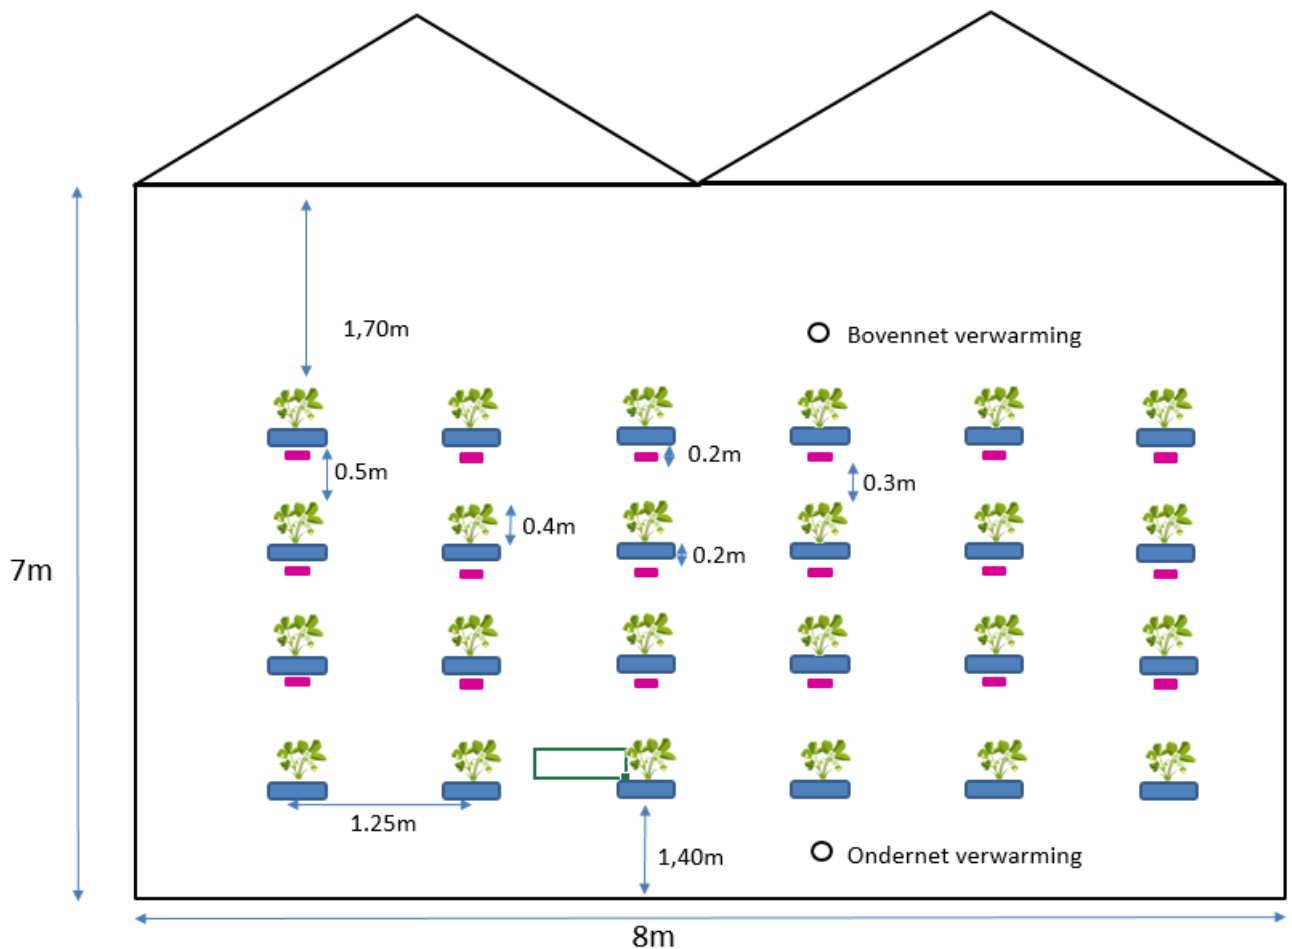 1,70m
Bovennet verwarming
0.2m
0.5m
0.3m
0.4m
0.2m
7m
1.25m
1,40m
Ondernet verwarming
8m